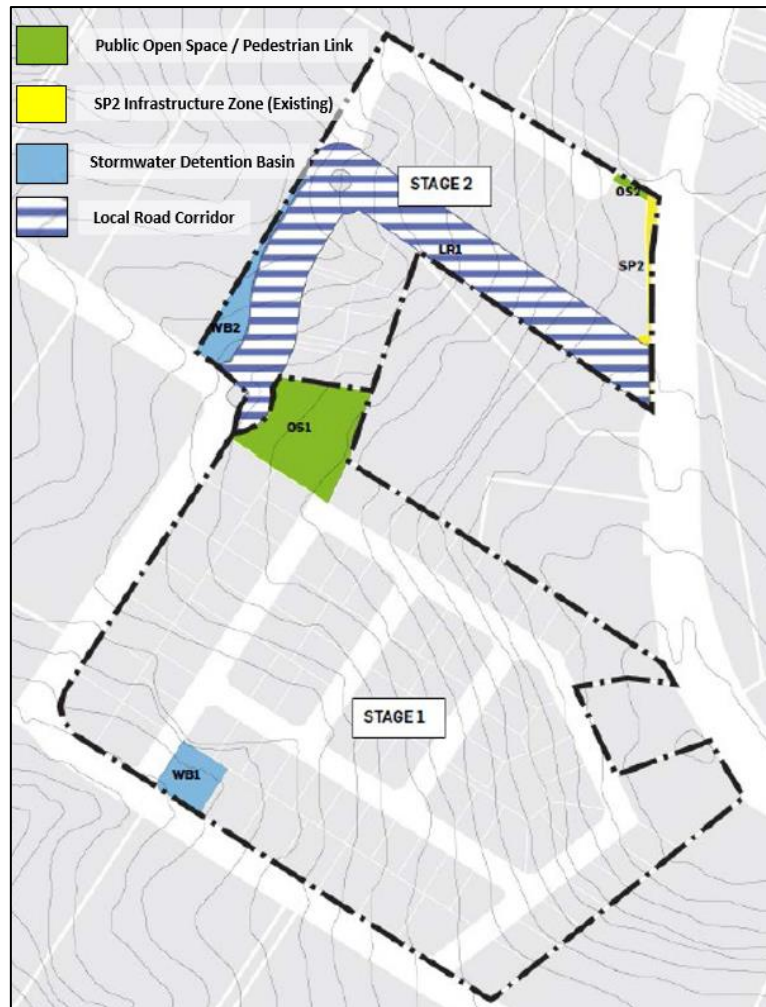 Public Open Space / Pedestrian Link
SP2 Infrastructure Zone (Existing)
Stormwater Detention Basin
Local Road Corridor
STAGE 2
OS2
LR1
SP2
WB2
OS1
STAGE 1
WB1